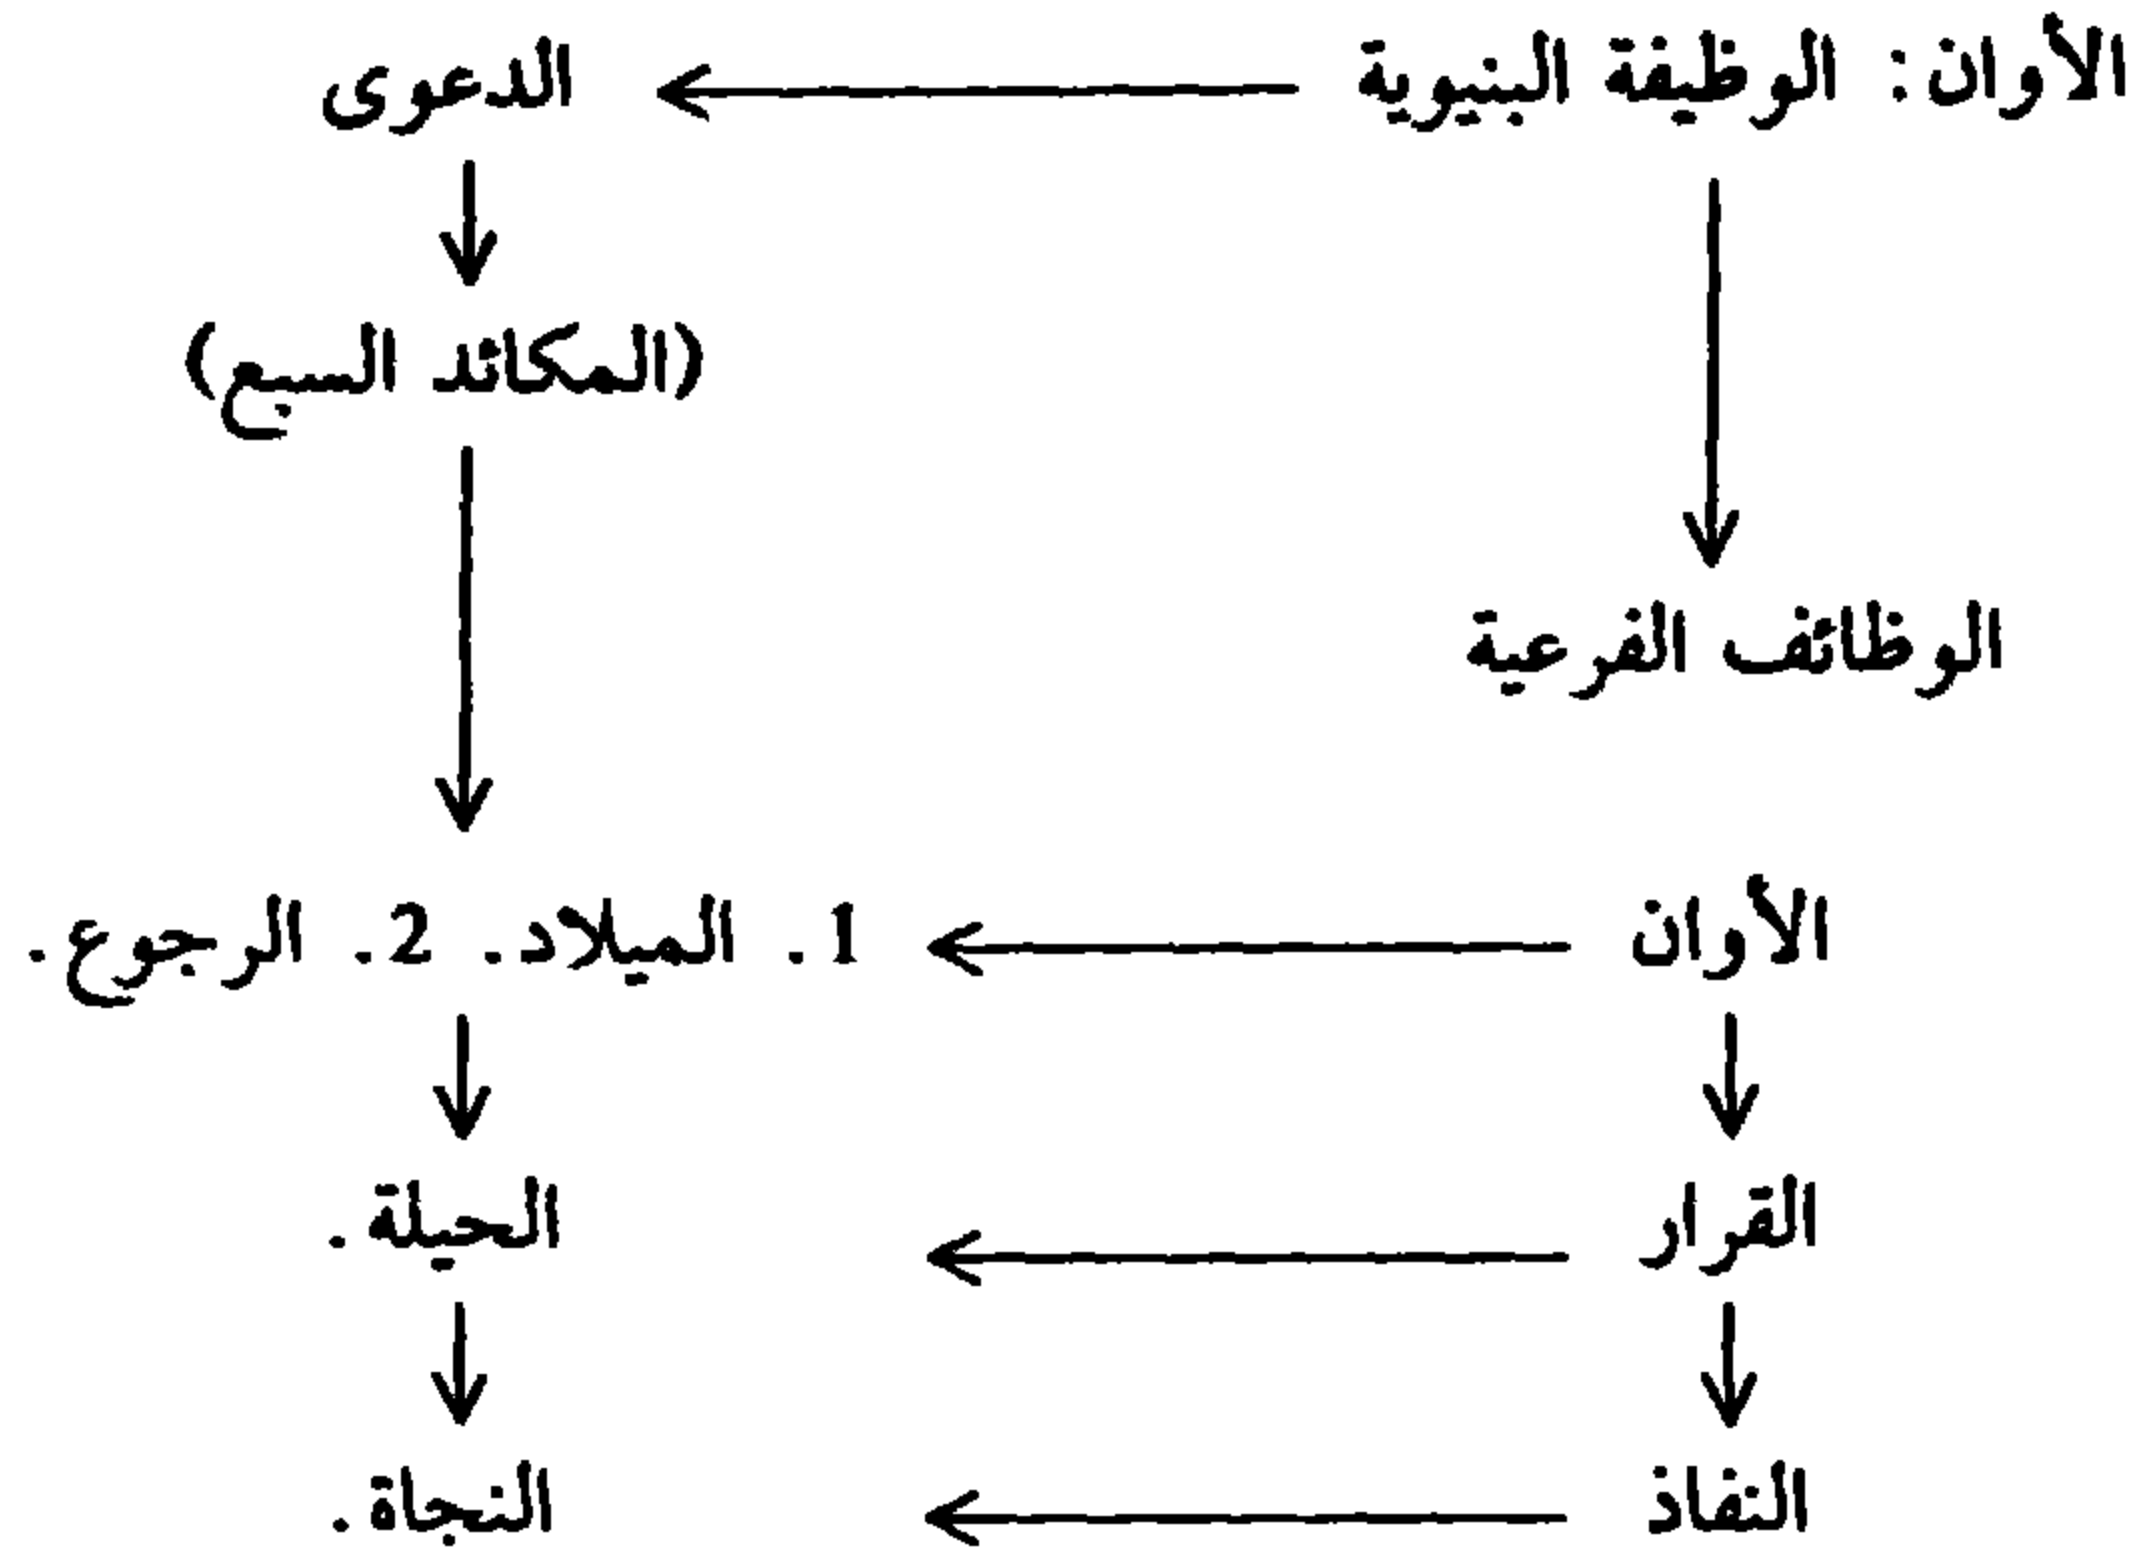 الأوان: الوظيفة البنيوية الدعوى
(المكائد السبع)
الوظائف الفرعية
الأوان 1. الميلاد. 2. الرجوع.
القرار الحيلة.
النفاذ النجاة.